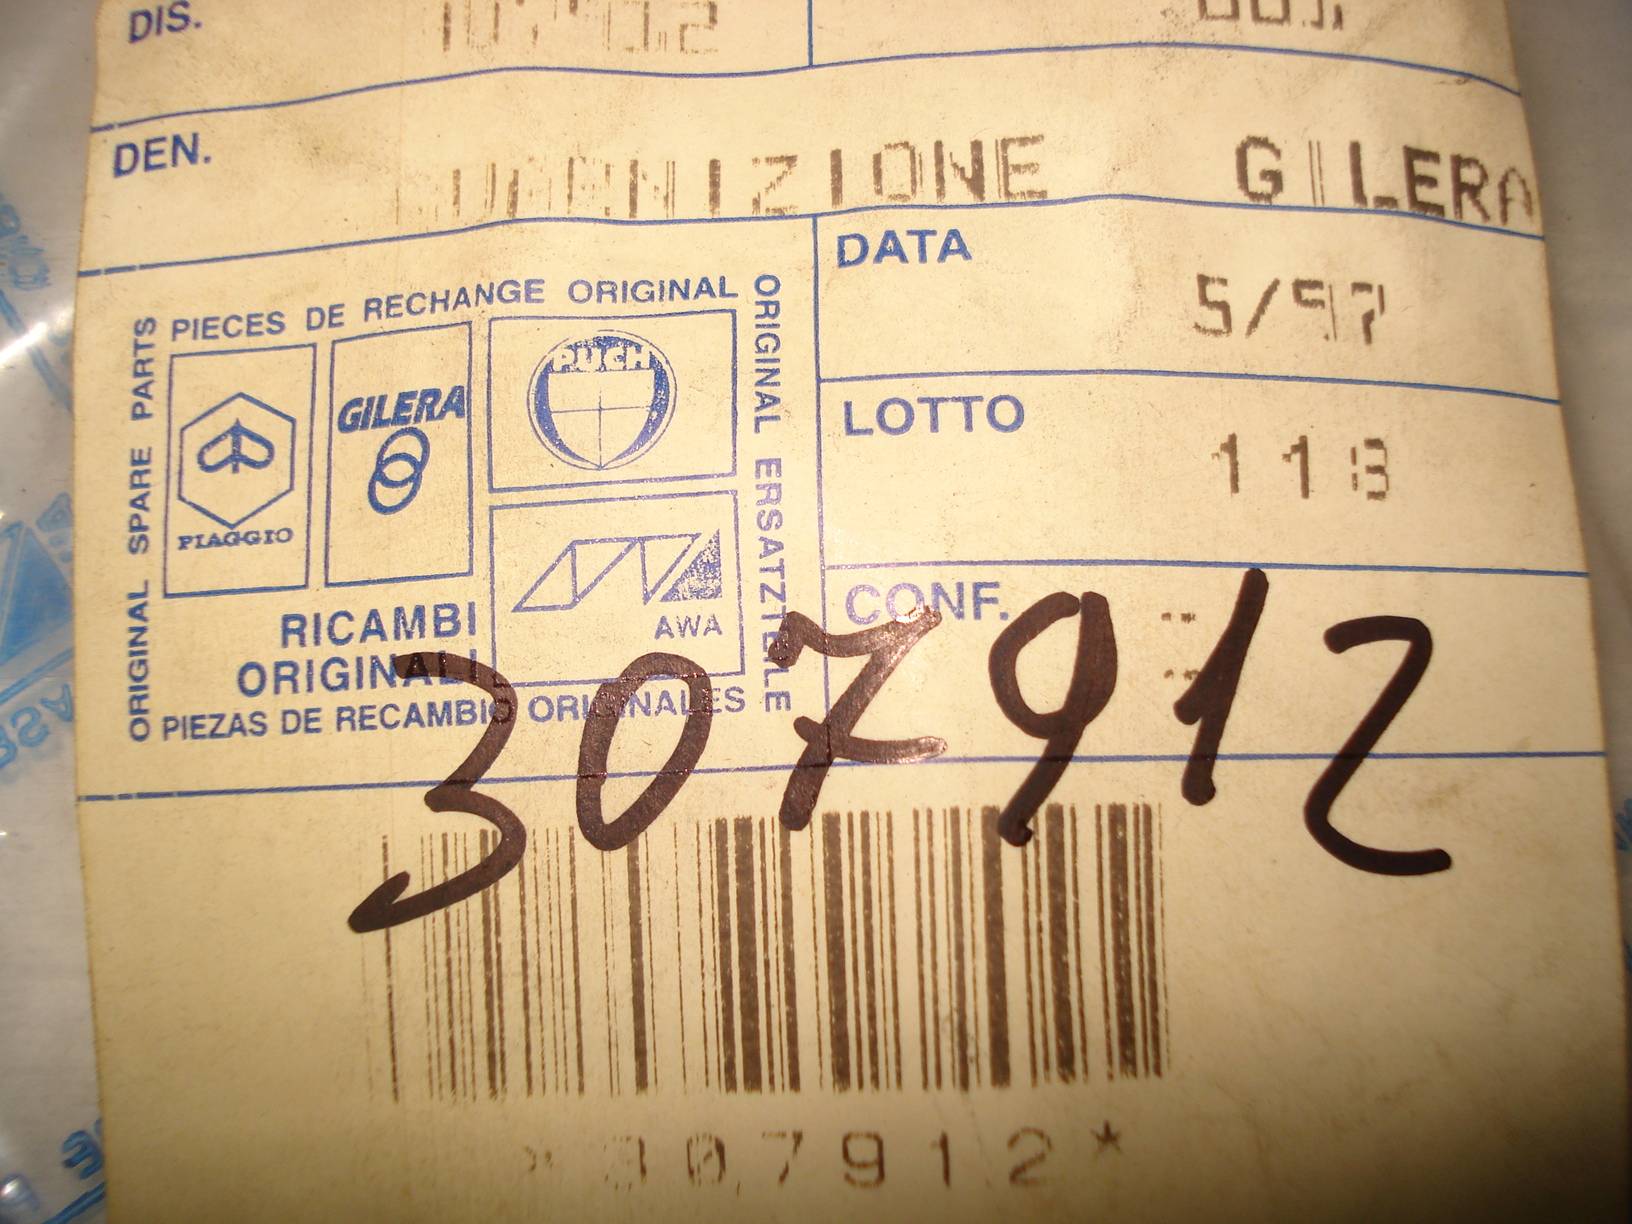 DIS.
DEN. GUARNIZIONE GILERA
DATA 5/97
LOTTO 118
CONF.
PIECES DE RECHANGE ORIGINAL
ORIGINAL SPARE PARTS
ORIGINAL ERSATZTEILE
PIAGGIO
GILERA
PUCH
AWA
RICAMBI
ORIGINALI
PIEZAS DE RECAMBIO ORIGINALES
307912
*307912*